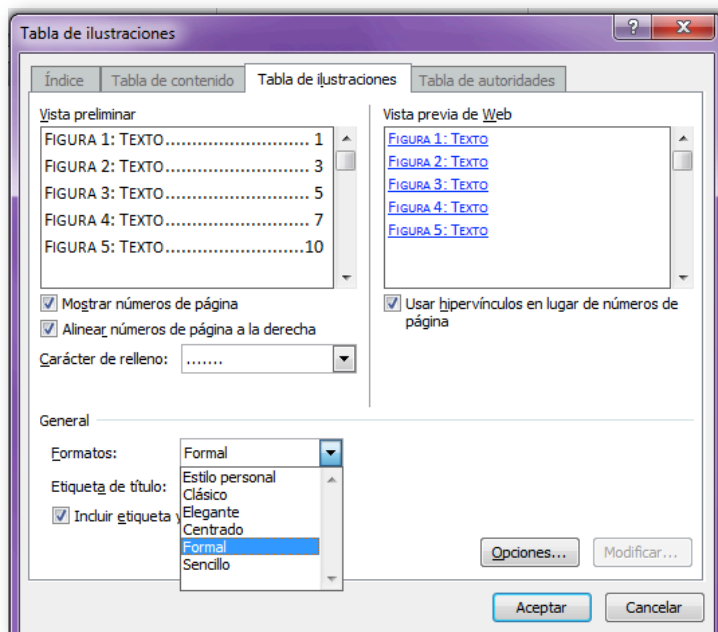 Tabla de ilustraciones
Índice Tabla de contenido Tabla de ilustraciones Tabla de autoridades
Vista preliminar
FIGURA 1: TEXTO............................ 1
FIGURA 2: TEXTO............................ 3
FIGURA 3: TEXTO............................ 5
FIGURA 4: TEXTO............................ 7
FIGURA 5: TEXTO...........................10
Vista previa de Web
FIGURA 1: TEXTO
FIGURA 2: TEXTO
FIGURA 3: TEXTO
FIGURA 4: TEXTO
FIGURA 5: TEXTO
Mostrar números de página
Alinear números de página a la derecha
Carácter de relleno: .......
Usar hipervínculos en lugar de números de
página
General
Formatos: Formal
Estilo personal
Clásico
Elegante
Centrado
Formal
Sencillo
Etiqueta de título:
Incluir etiqueta y
Opciones... Modificar...
Aceptar Cancelar